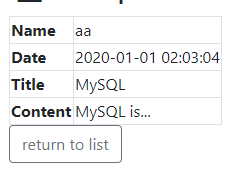 Name aa
Date 2020-01-01 02:03:04
Title MySQL
Content MySQL is...
return to list